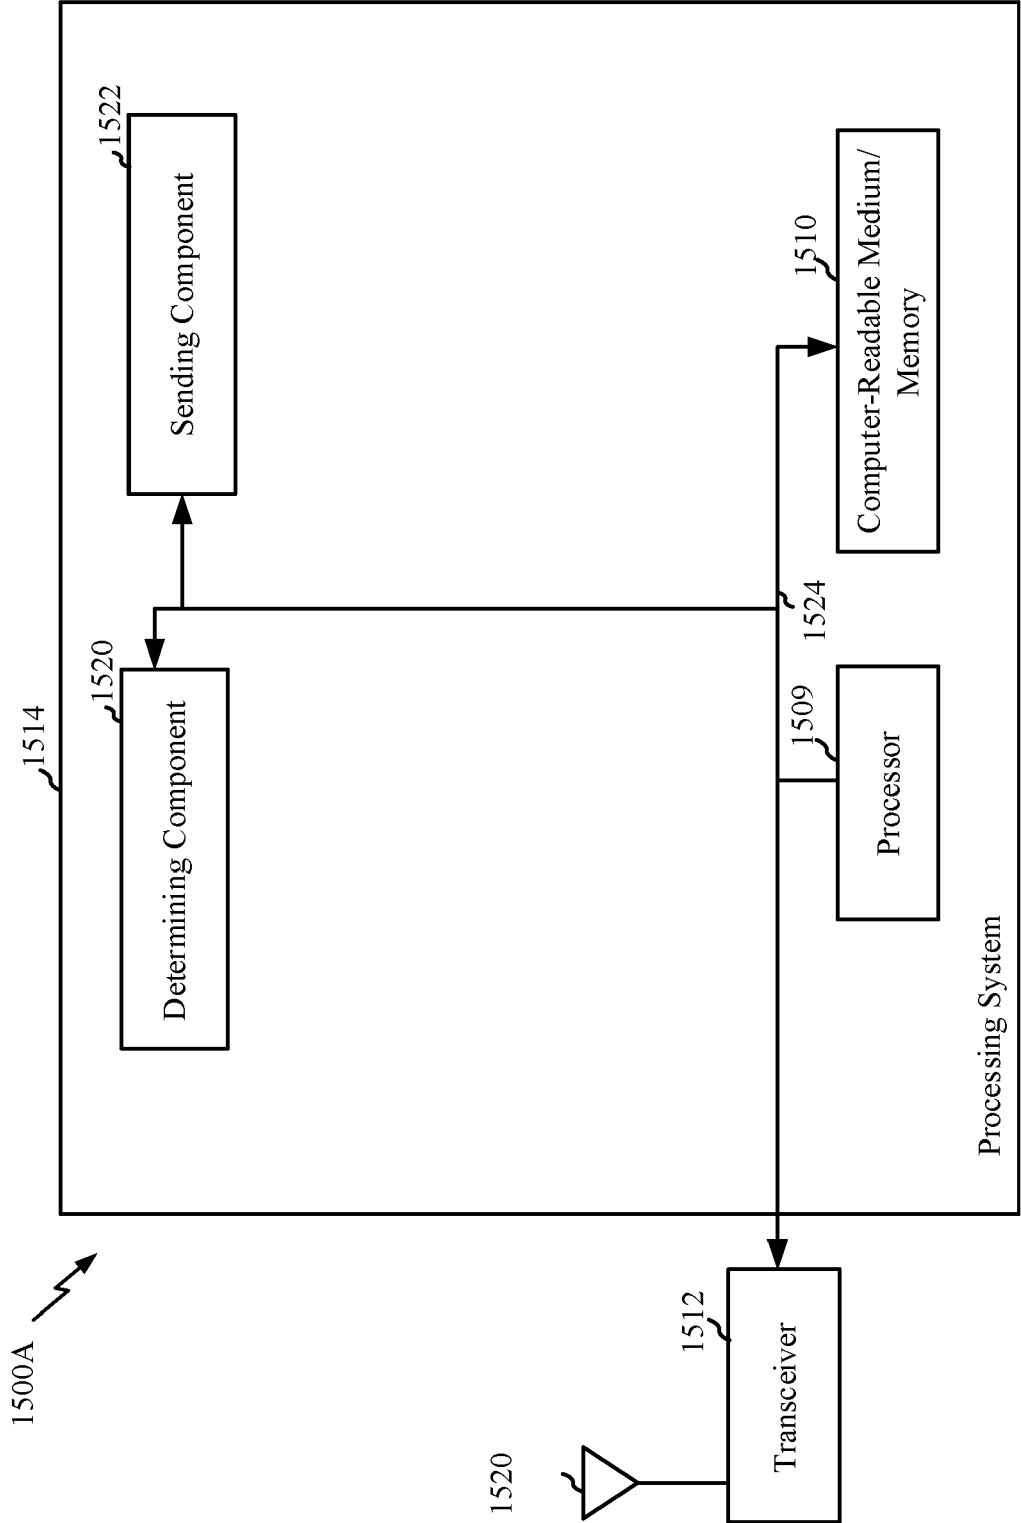 1500A
1514
1520
Determining Component
1522
Sending Component
1520
1512
Transceiver
1524
1509
Processor
1510
Computer-Readable Medium/
Memory
Processing System